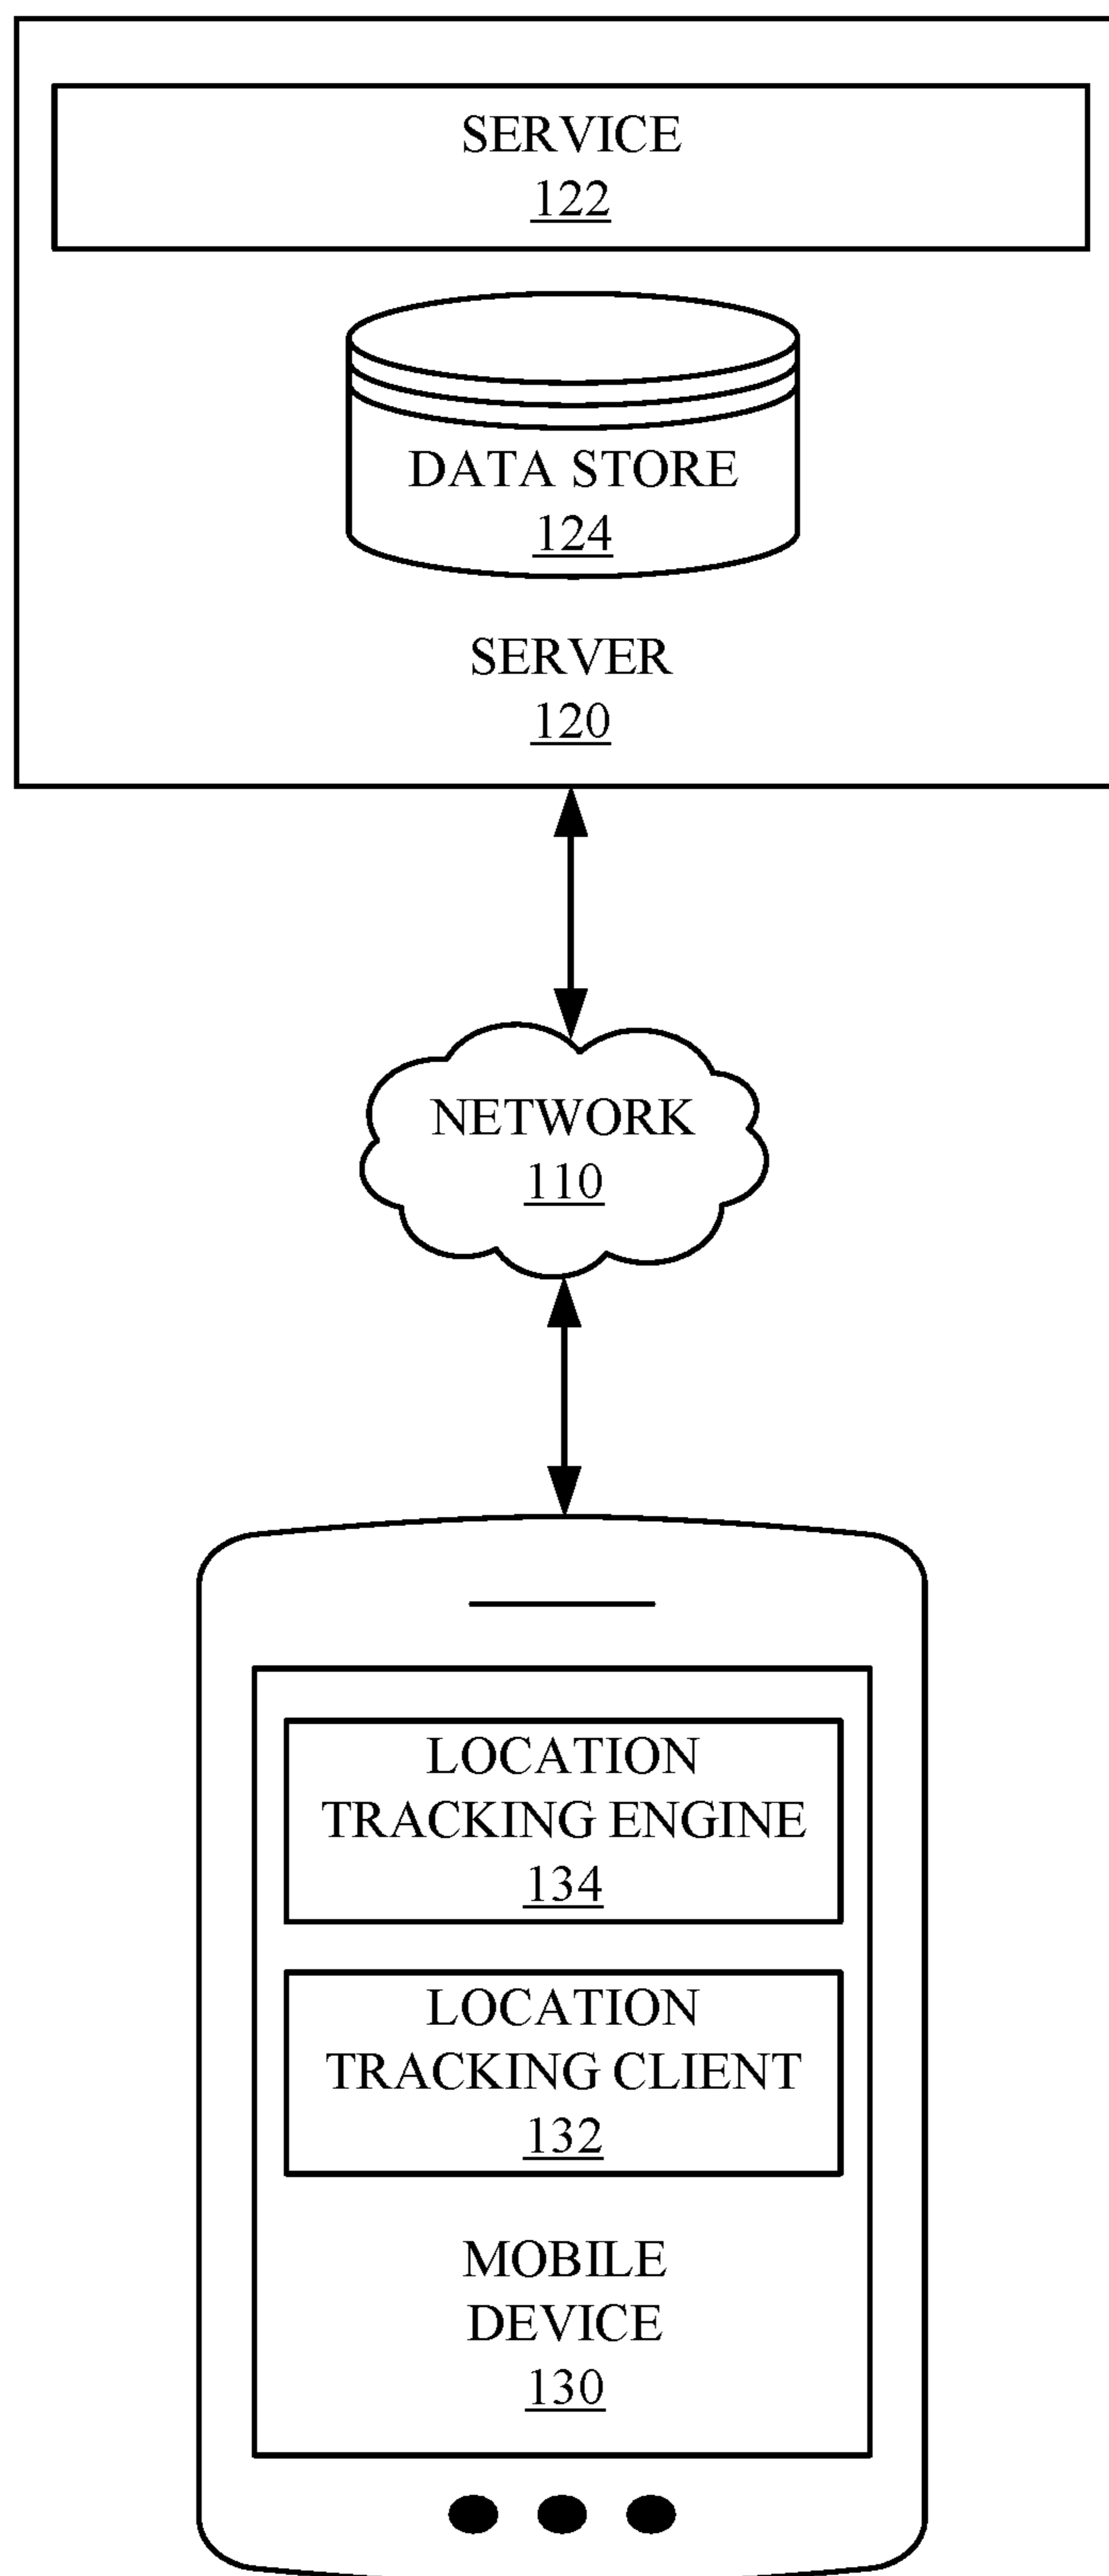 SERVICE
122
DATA STORE
124
SERVER
120
NETWORK
110
LOCATION
TRACKING ENGINE
134
LOCATION
TRACKING CLIENT
132
MOBILE
DEVICE
130